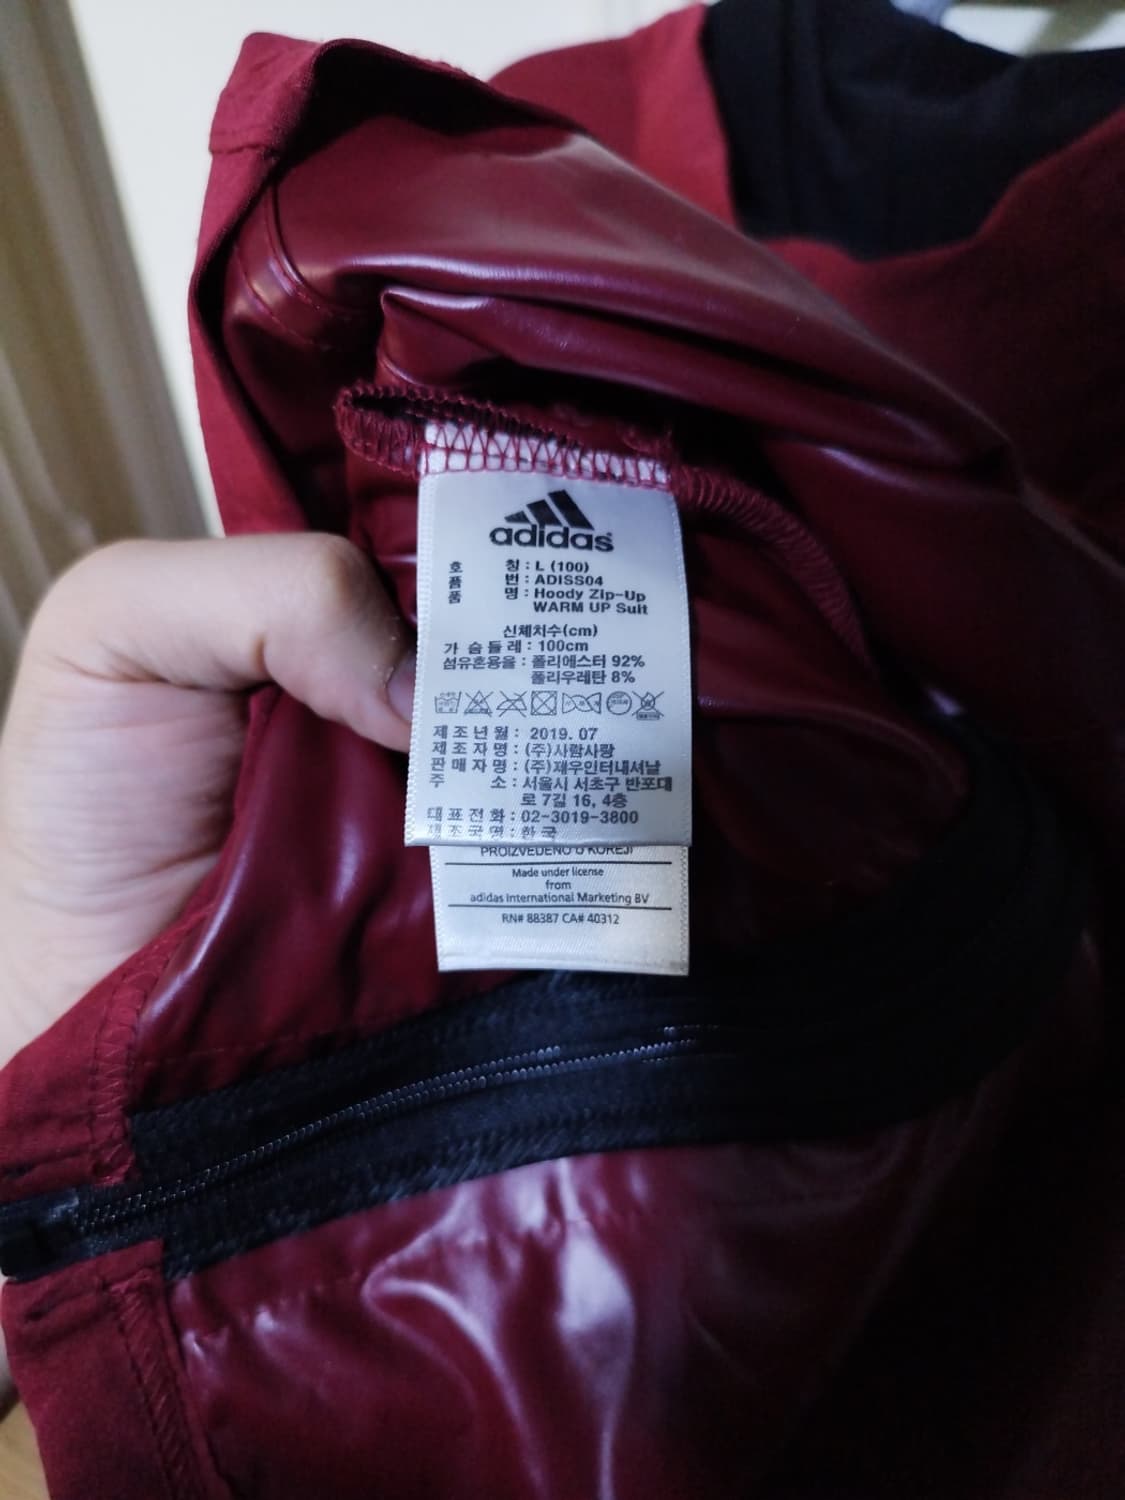 adidas
호 칭 : L (100)
품 번 : ADISS04
품 명 : Hoody Zip-Up
WARM UP Suit
신체치수(cm)
가 슴 둘 레 : 100cm
섬유혼용율 : 폴리에스터 92%
폴리우레탄 8%
제 조 년 월 : 2019. 07
제 조 자 명 : (주)사람사랑
판 매 자 명 : (주)재우인터내셔날
주 소 : 서울시 서초구 반포대
로 7길 16, 4층
대 표 전 화 : 02-3019-3800
제 조 국 명 : 한 국
PROIZVEDENO U KOREJI
Made under license
from
adidas International Marketing BV
RN# 88387 CA# 40312